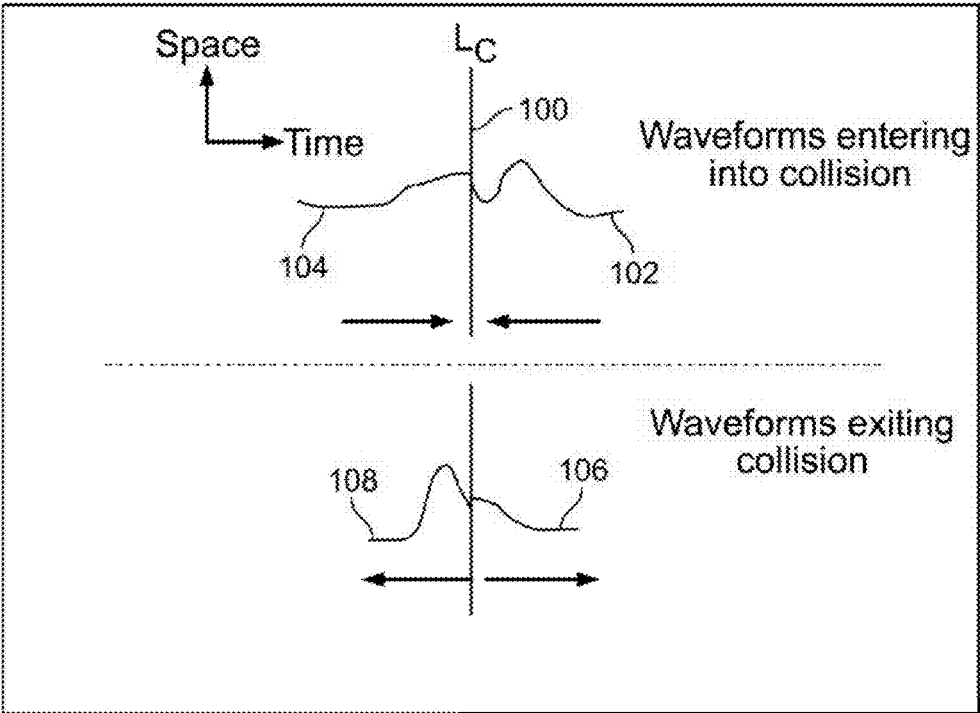 Space
L_C
100
Time
Waveforms entering
into collision
104
102
Waveforms exiting
collision
108
106